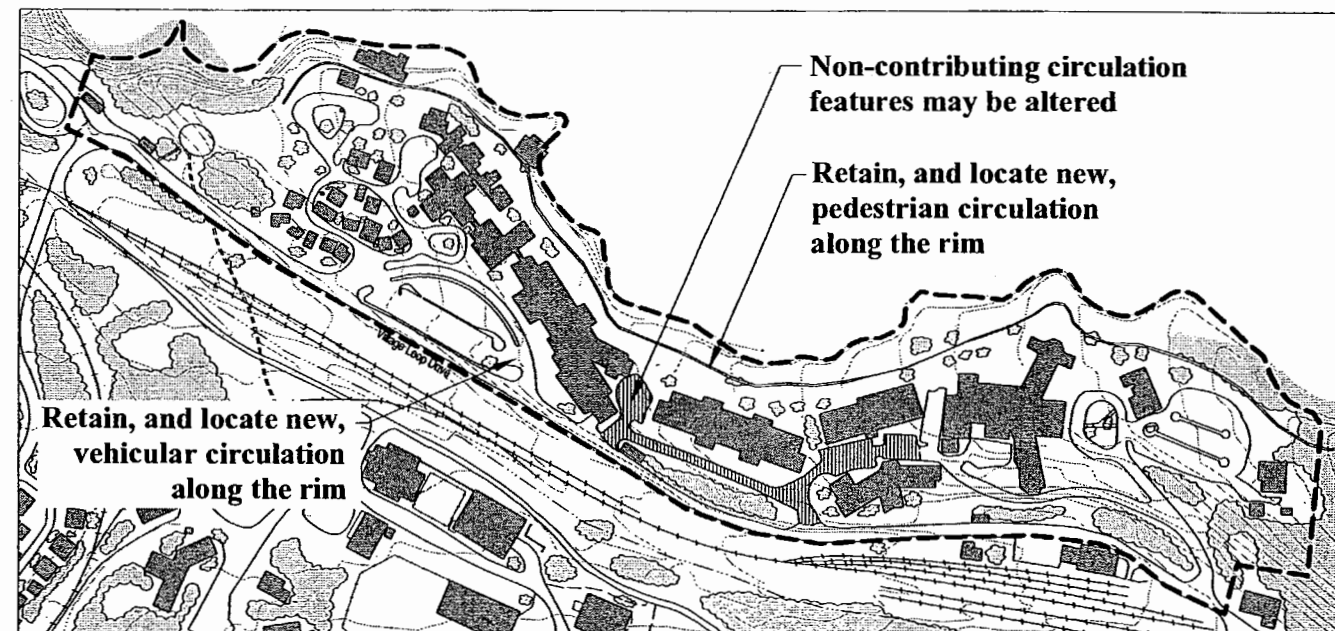 Non-contributing circulation
features may be altered
Retain, and locate new,
pedestrian circulation
along the rim
Village Loop Drive
Retain, and locate new,
vehicular circulation
along the rim